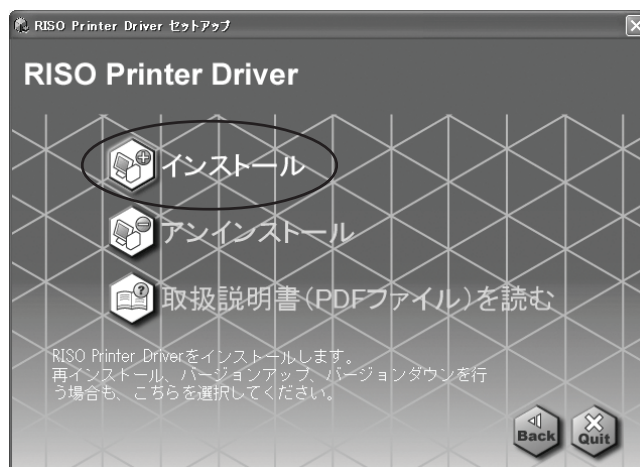 RISO Printer Driver セットアップ
RISO Printer Driver
インストール
アンインストール
取扱説明書(PDFファイル)を読む
RISO Printer Driverをインストールします。
再インストール、バージョンアップ、バージョンダウンを行
う場合も、こちらを選択してください。
Back
Quit